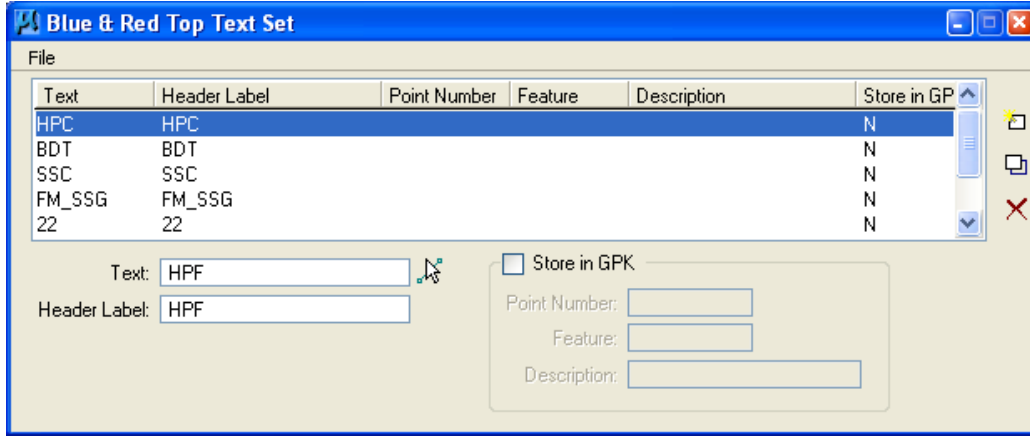 Blue & Red Top Text Set
File
Text Header Label Point Number Feature Description Store in GP
HPC HPC N
BDT BDT N
SSC SSC N
FM_SSG FM_SSG N
22 22 N
Text: HPF Store in GPK
Header Label: HPF Point Number:
Feature:
Description: